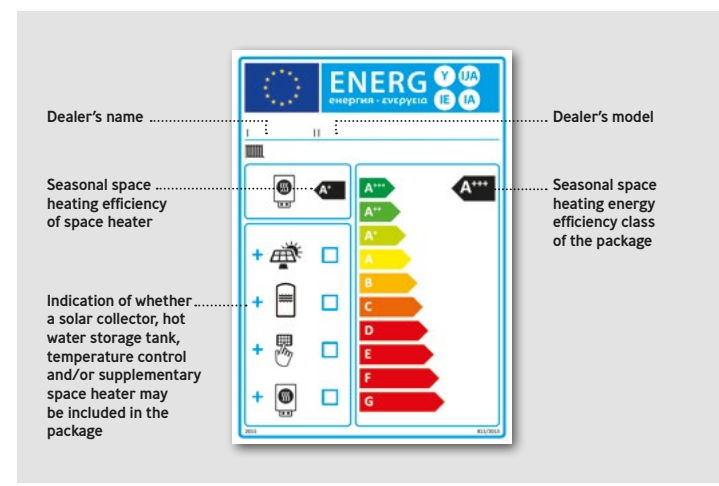 ENERG Y IJA
енергия · ενεργεια IE IA
Dealer's name
Dealer's model
I II
Seasonal space
heating efficiency
of space heater
A+
A+++
A++
A+
A
B
C
D
E
F
G
A+++
Seasonal space
heating energy
efficiency class
of the package
Indication of whether
a solar collector, hot
water storage tank,
temperature control
and/or supplementary
space heater may
be included in the
package
+
+
+
+
2015
811/2013